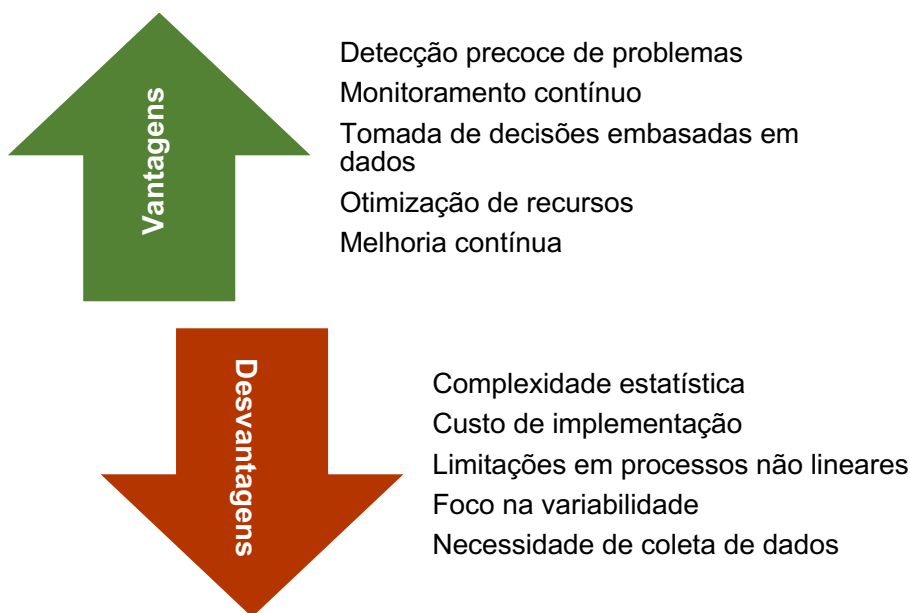 Vantagens
Detecção precoce de problemas
Monitoramento contínuo
Tomada de decisões embasadas em
dados
Otimização de recursos
Melhoria contínua
Desvantagens
Complexidade estatística
Custo de implementação
Limitações em processos não lineares
Foco na variabilidade
Necessidade de coleta de dados